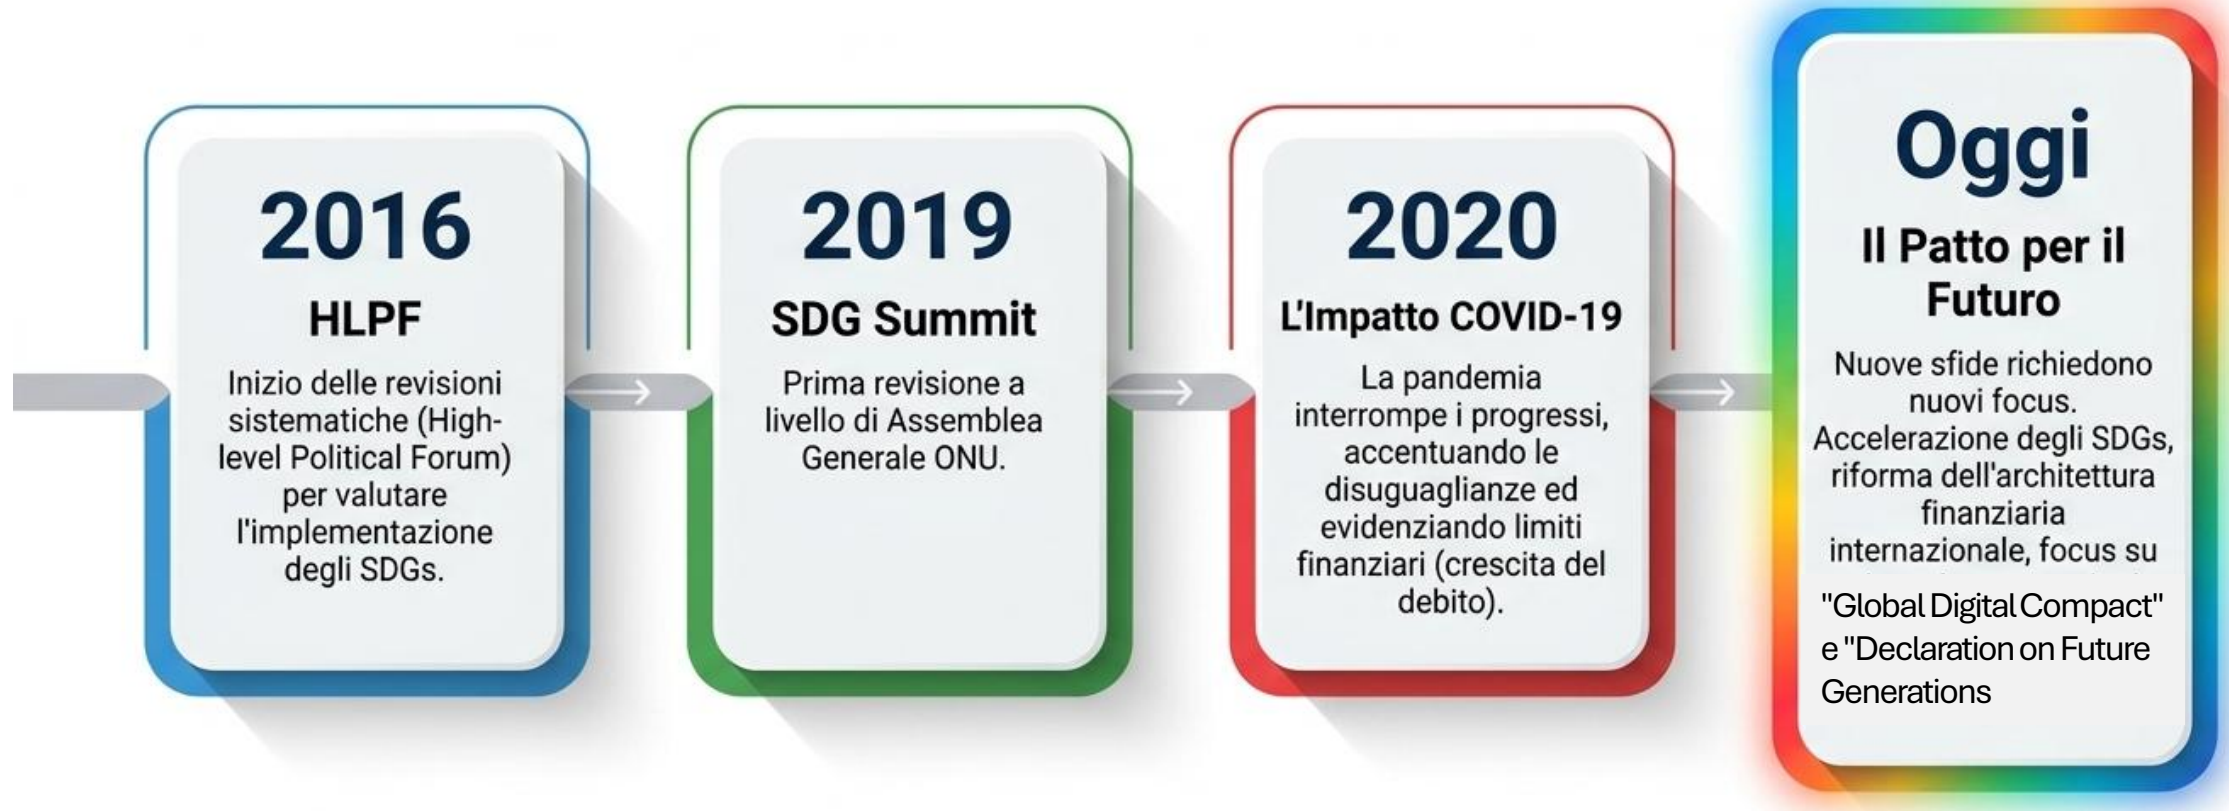 2016
HLPF
Inizio delle revisioni
sistematiche (High-
level Political Forum)
per valutare
l'implementazione
degli SDGs.
2019
SDG Summit
Prima revisione a
livello di Assemblea
Generale ONU.
2020
L'Impatto COVID-19
La pandemia
interrompe i progressi,
accentuando le
disuguaglianze ed
evidenziando limiti
finanziari (crescita del
debito).
Oggi
Il Patto per il
Futuro
Nuove sfide richiedono
nuovi focus.
Accelerazione degli SDGs,
riforma dell'architettura
finanziaria
internazionale, focus su
"Global Digital Compact"
e "Declaration on Future
Generations